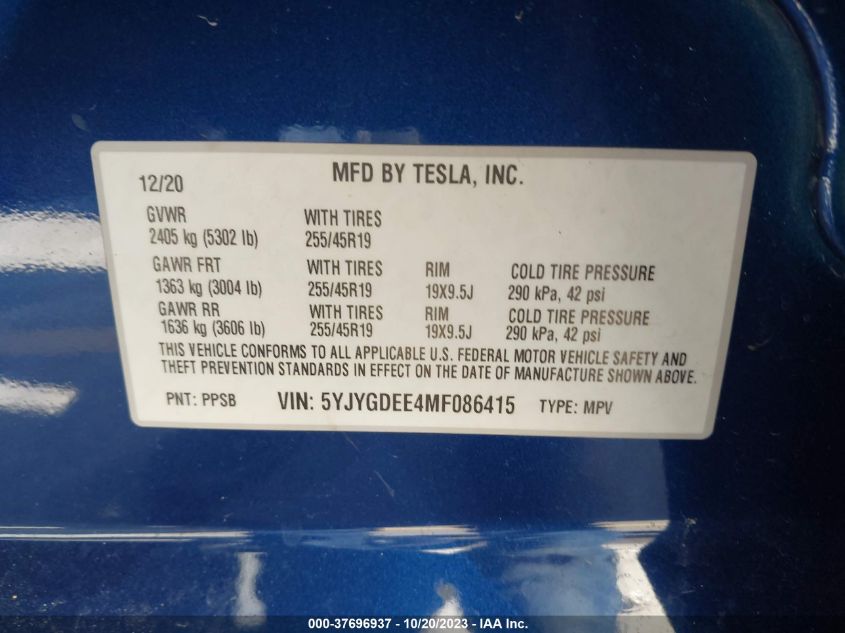 12/20 MFD BY TESLA, INC.
GVWR WITH TIRES
2405 kg (5302 lb) 255/45R19
GAWR FRT WITH TIRES RIM COLD TIRE PRESSURE
1363 kg (3004 lb) 255/45R19 19X9.5J 290 kPa, 42 psi
GAWR RR WITH TIRES RIM COLD TIRE PRESSURE
1636 kg (3606 lb) 255/45R19 19X9.5J 290 kPa, 42 psi
THIS VEHICLE CONFORMS TO ALL APPLICABLE U.S. FEDERAL MOTOR VEHICLE SAFETY AND
THEFT PREVENTION STANDARDS IN EFFECT ON THE DATE OF MANUFACTURE SHOWN ABOVE.
PNT: PPSB VIN: 5YJYGDEE4MF086415 TYPE: MPV
000-37696937 - 10/20/2023 - IAA Inc.